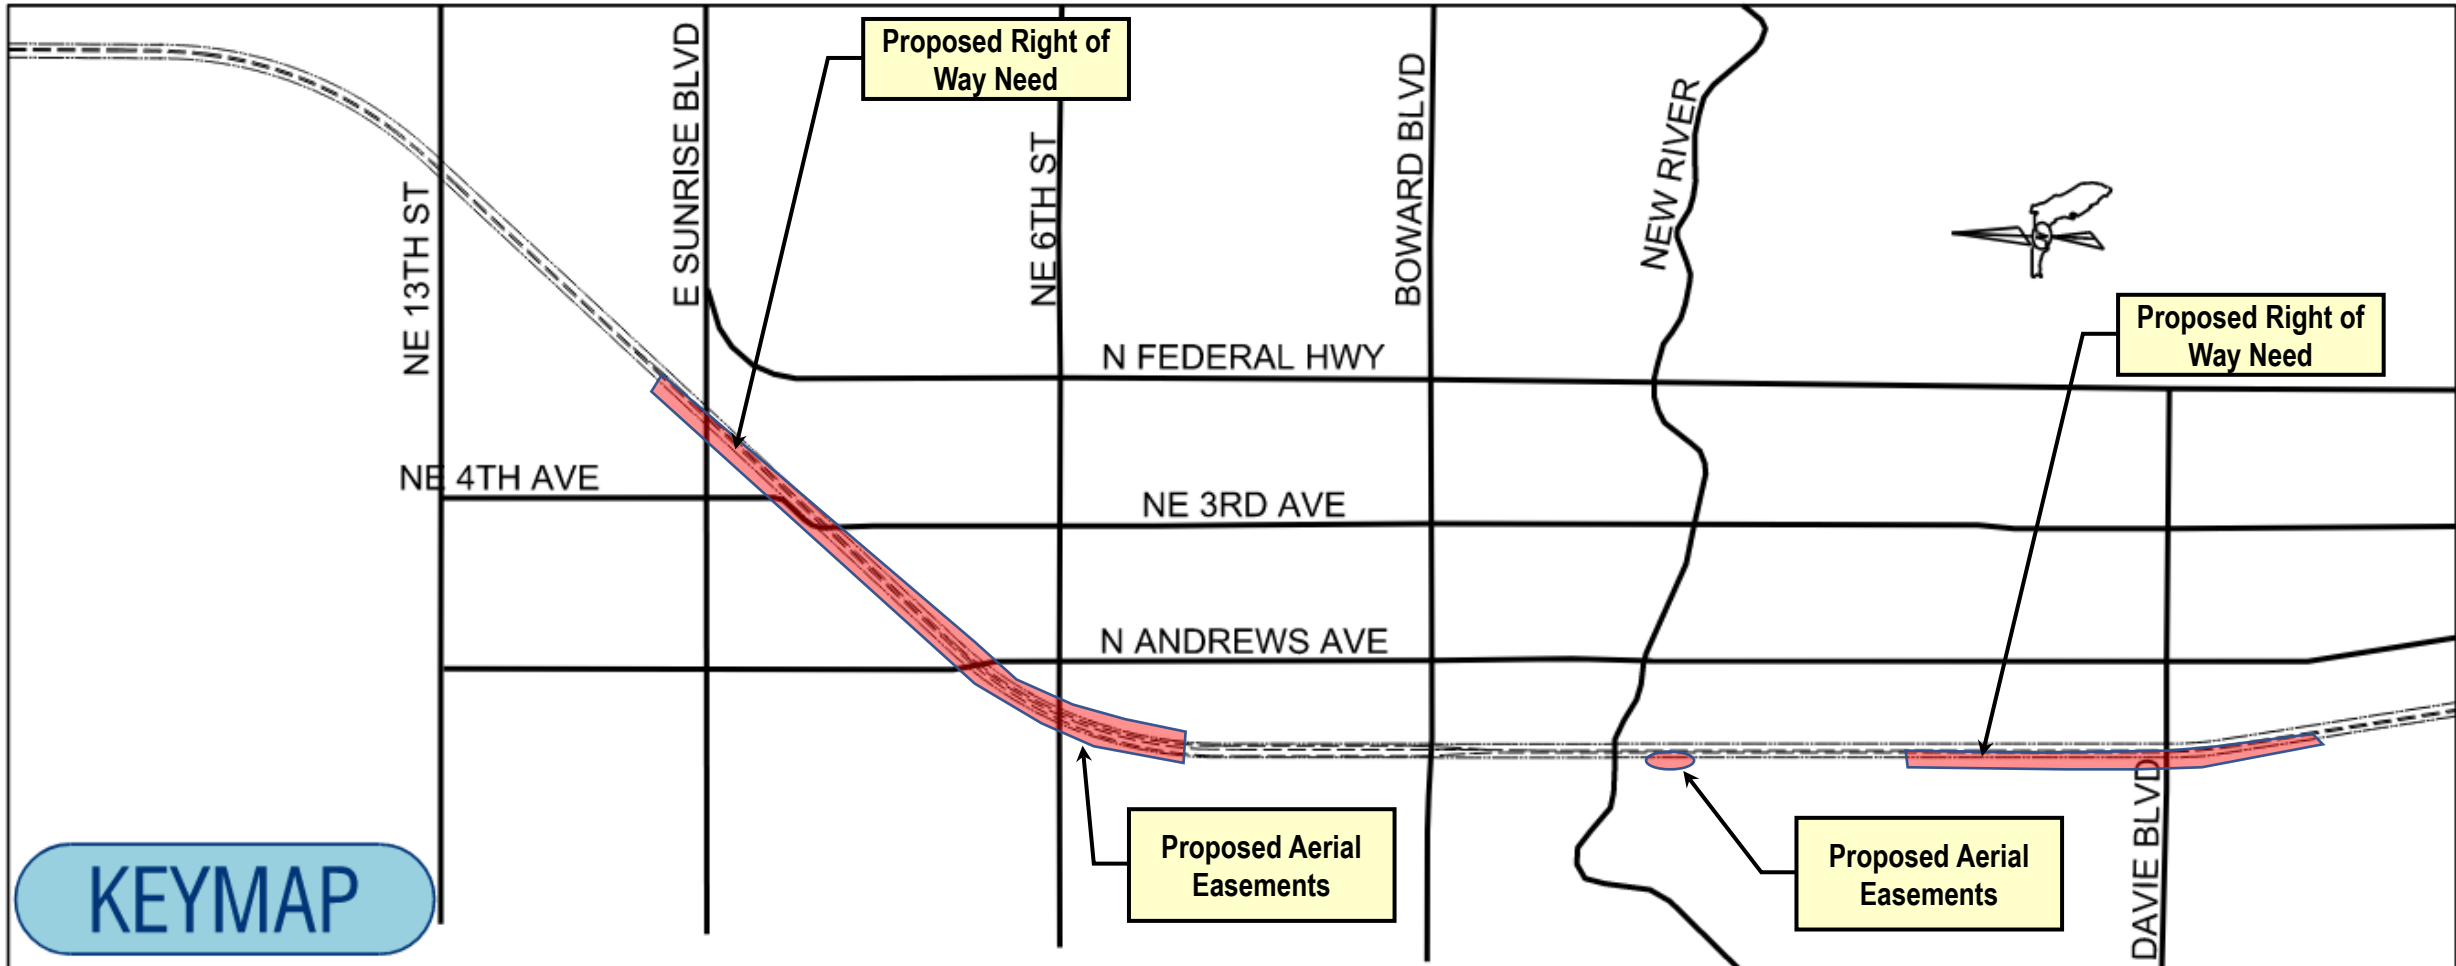 Proposed Right of
Way Need
E SUNRISE BLVD
BOWARD BLVD
NEW RIVER
NE 6TH ST
NE 13TH ST
N
Proposed Right of
Way Need
N FEDERAL HWY
NE 4TH AVE
NE 3RD AVE
N ANDREWS AVE
DAVIE BLVD
Proposed Aerial
Easements
Proposed Aerial
Easements
KEYMAP